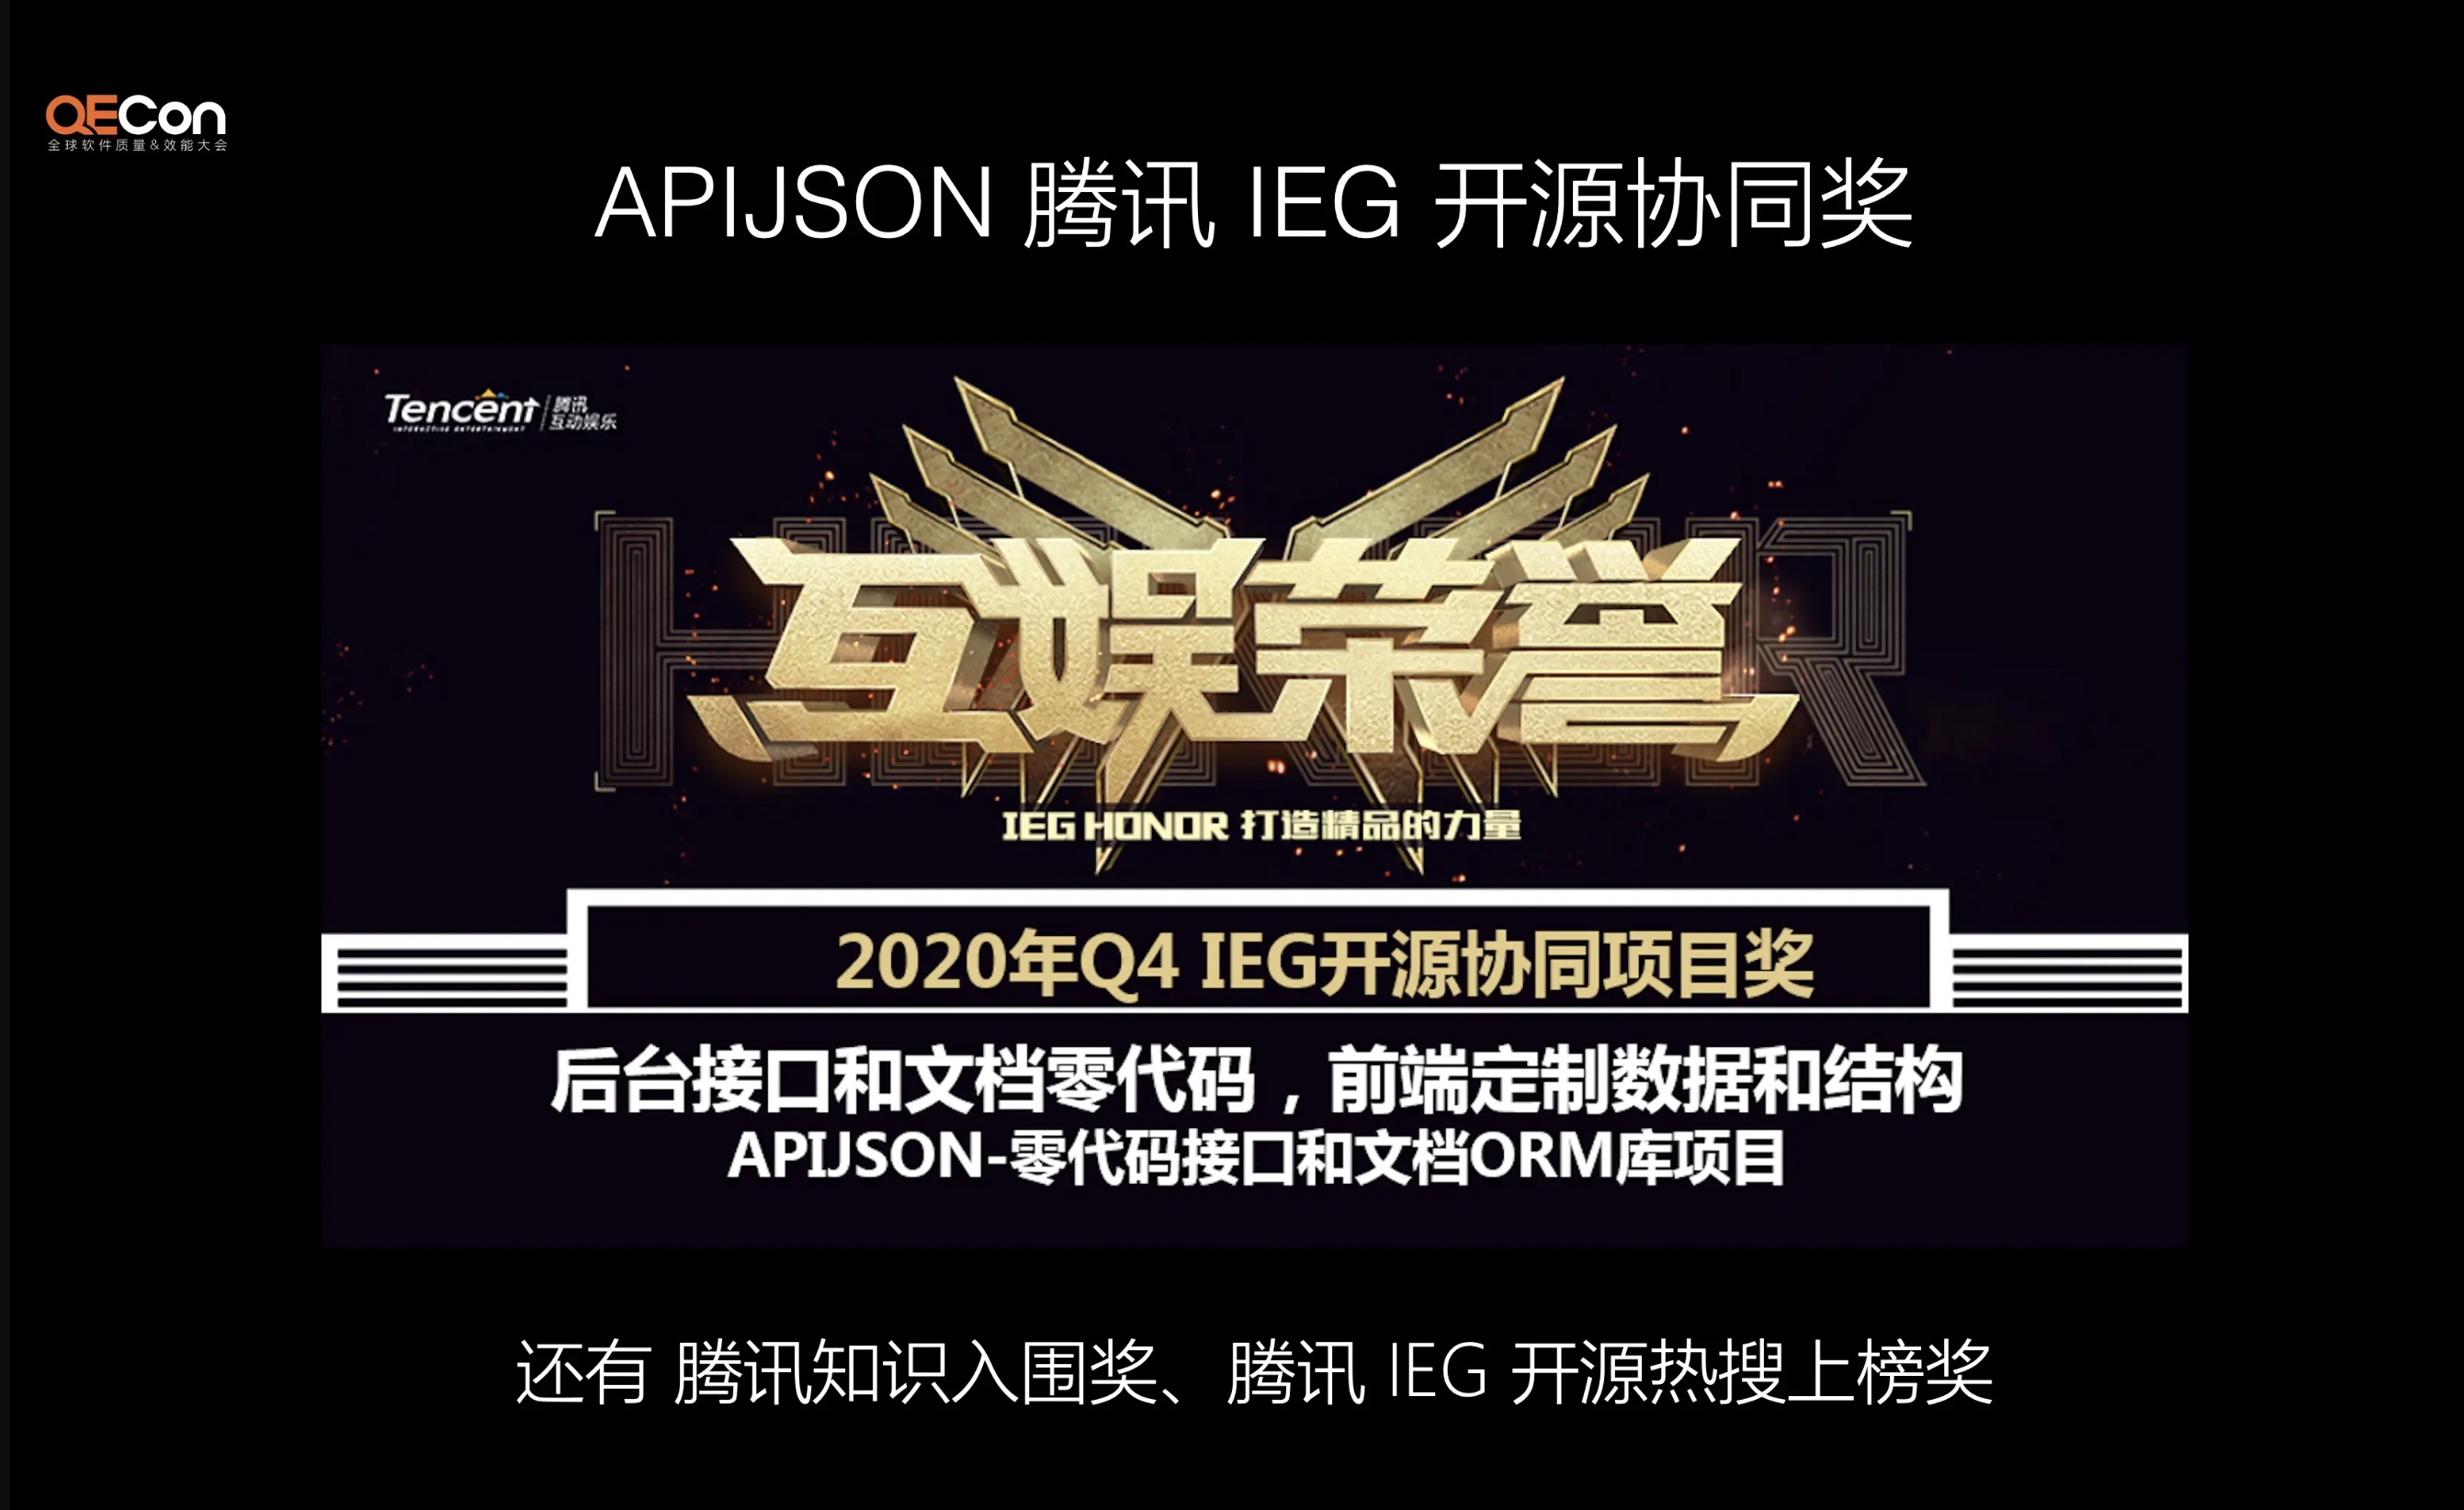 QECon
全球软件质量&效能大会
APIJSON 腾讯 IEG 开源协同奖
Tencent 腾讯
INTERACTIVE ENTERTAINMENT 互动娱乐
HONOR
互娱荣誉
IEG HONOR 打造精品的力量
2020年Q4 IEG开源协同项目奖
后台接口和文档零代码，前端定制数据和结构
APIJSON-零代码接口和文档ORM库项目
还有 腾讯知识入围奖、腾讯 IEG 开源热搜上榜奖